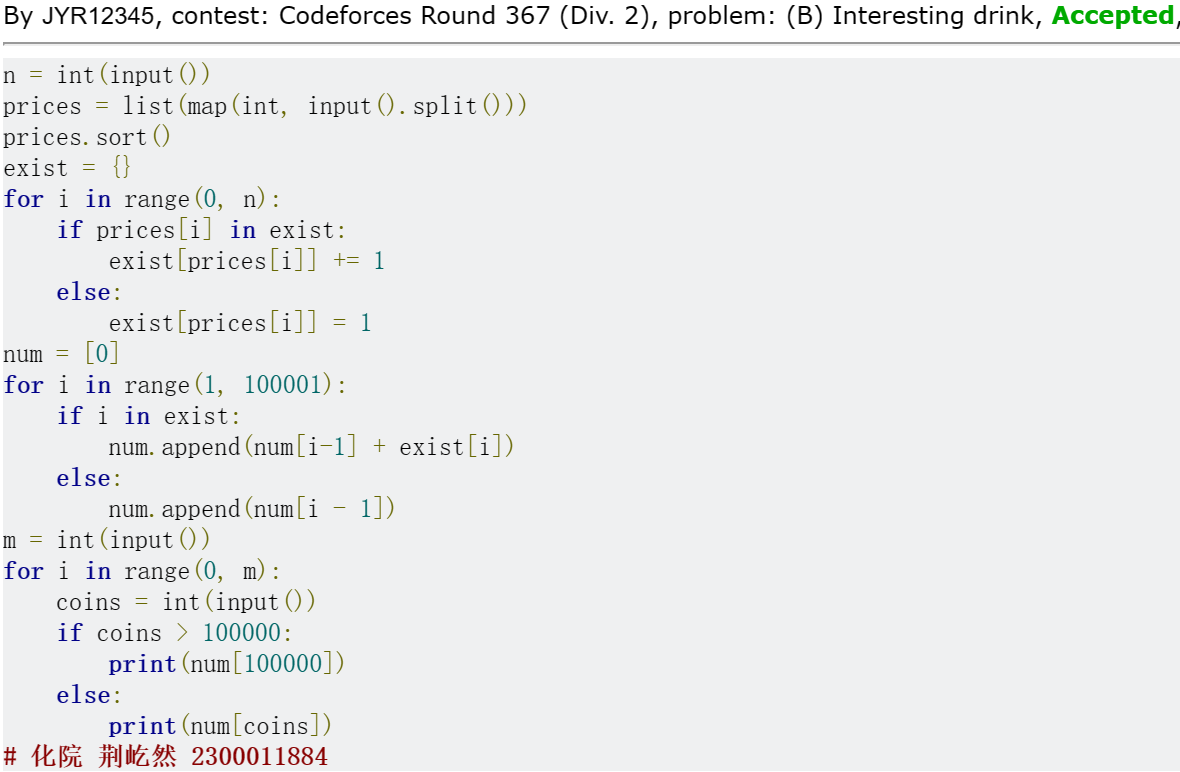 By JYR12345, contest: Codeforces Round 367 (Div. 2), problem: (B) Interesting drink, Accepted,
n = int(input())
prices = list(map(int, input().split()))
prices.sort()
exist = {}
for i in range(0, n):
    if prices[i] in exist:
        exist[prices[i]] += 1
    else:
        exist[prices[i]] = 1
num = [0]
for i in range(1, 100001):
    if i in exist:
        num.append(num[i-1] + exist[i])
    else:
        num.append(num[i - 1])
m = int(input())
for i in range(0, m):
    coins = int(input())
    if coins > 100000:
        print(num[100000])
    else:
        print(num[coins])
# 化院 荆屹然 2300011884